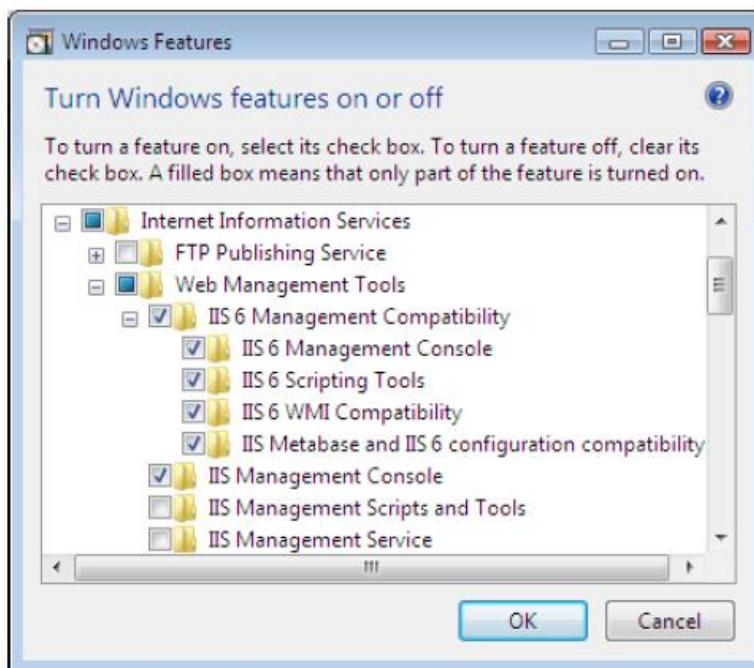 Windows Features
Turn Windows features on or off
To turn a feature on, select its check box. To turn a feature off, clear its
check box. A filled box means that only part of the feature is turned on.
Internet Information Services
FTP Publishing Service
Web Management Tools
IIS 6 Management Compatibility
IIS 6 Management Console
IIS 6 Scripting Tools
IIS 6 WMI Compatibility
IIS Metabase and IIS 6 configuration compatibility
IIS Management Console
IIS Management Scripts and Tools
IIS Management Service
OK
Cancel